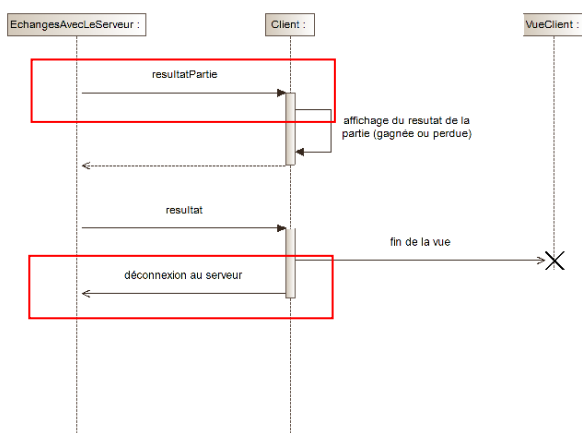 EchangesAvecLeServeur :
Client :
VueClient :
resultatPartie
affichage du resutat de la
partie (gagnée ou perdue)
resultat
fin de la vue
déconnexion au serveur